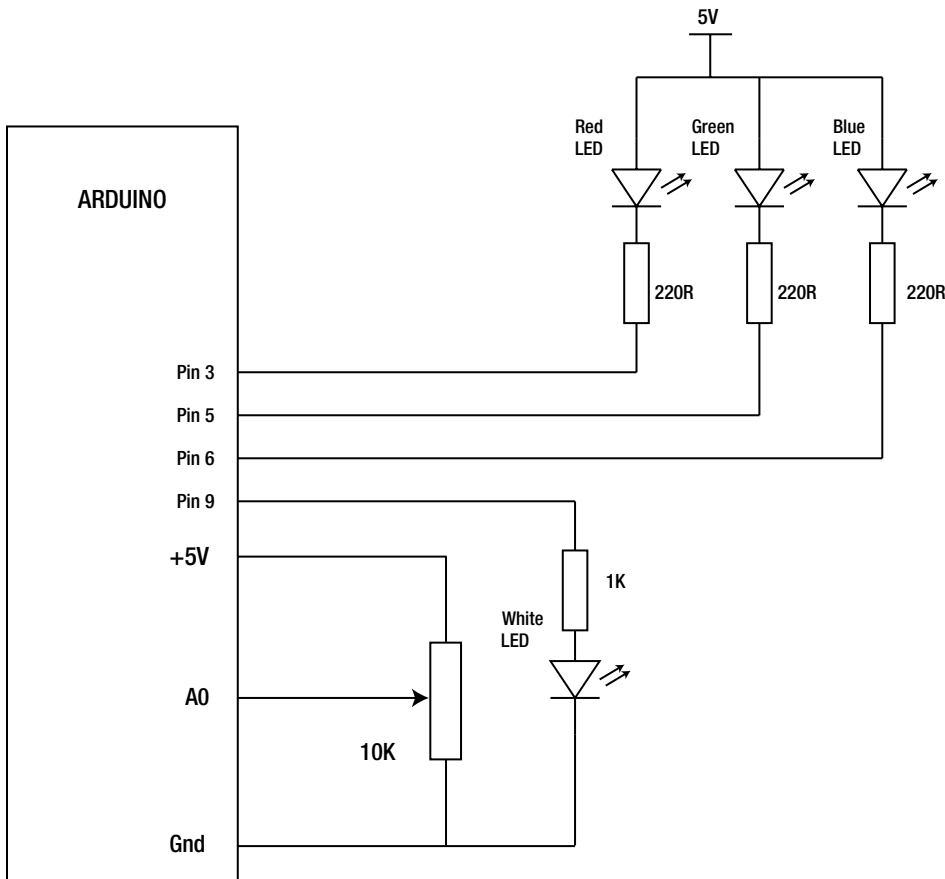 5V
Red
LED
Green
LED
Blue
LED
ARDUINO
220R
220R
220R
Pin 3
Pin 5
Pin 6
Pin 9
+5V
1K
White
LED
A0
10K
Gnd